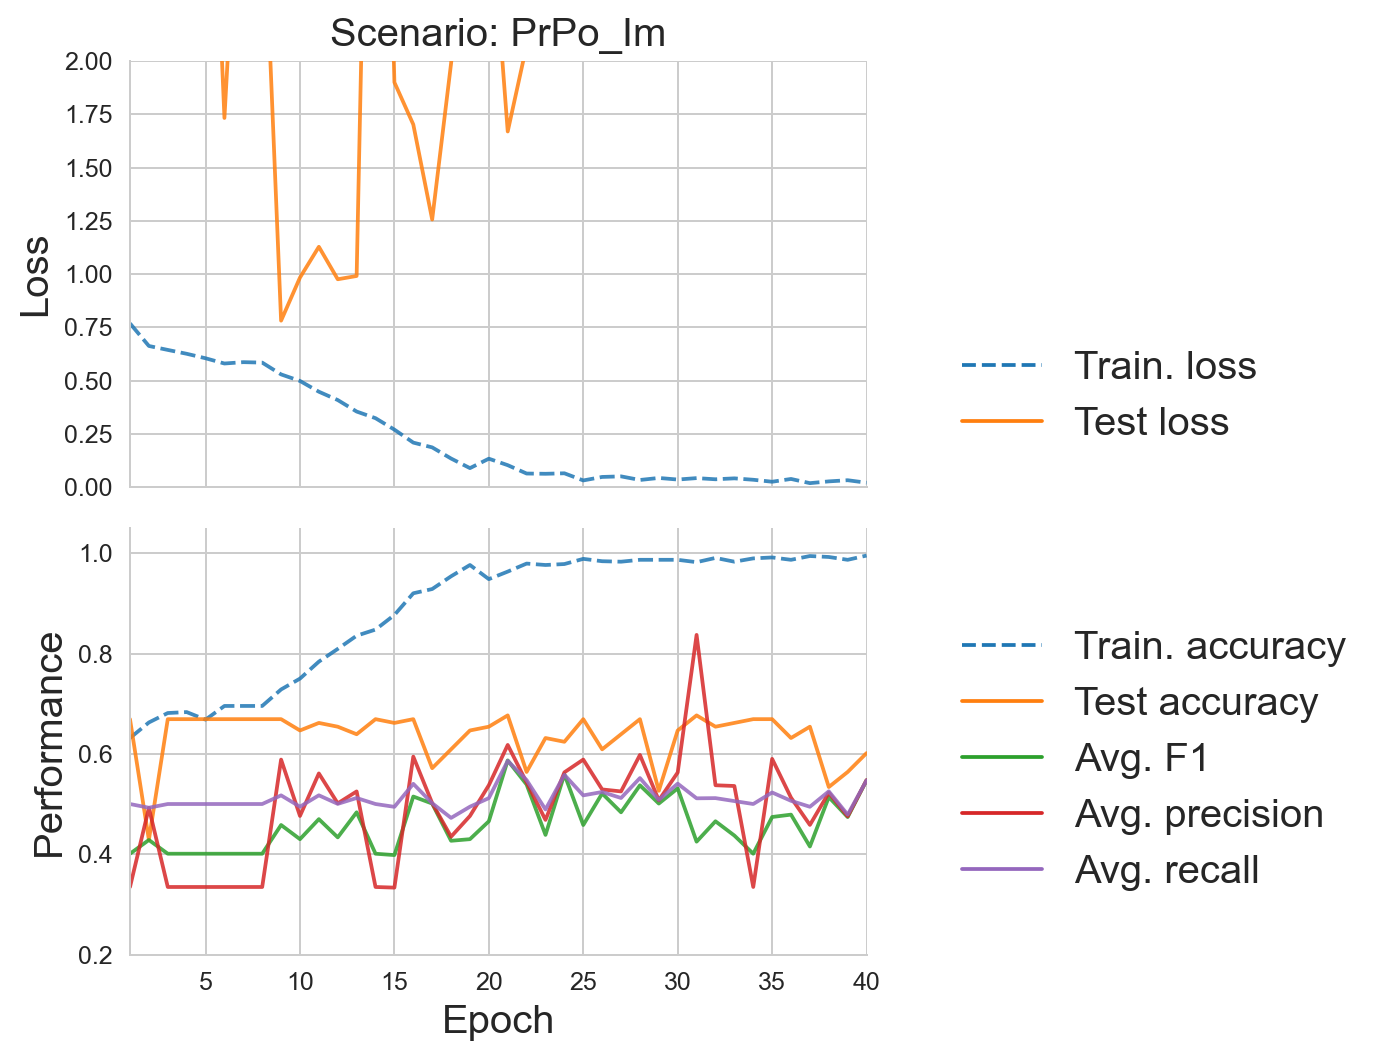 Scenario: PrPo_Im
2.00
1.75
1.50
1.25
1.00
0.75
0.50
0.25
0.00
Loss
Train. loss
Test loss
1.0
0.8
0.6
0.4
0.2
Performance
5 10 15 20 25 30 35 40
Epoch
Train. accuracy
Test accuracy
Avg. F1
Avg. precision
Avg. recall